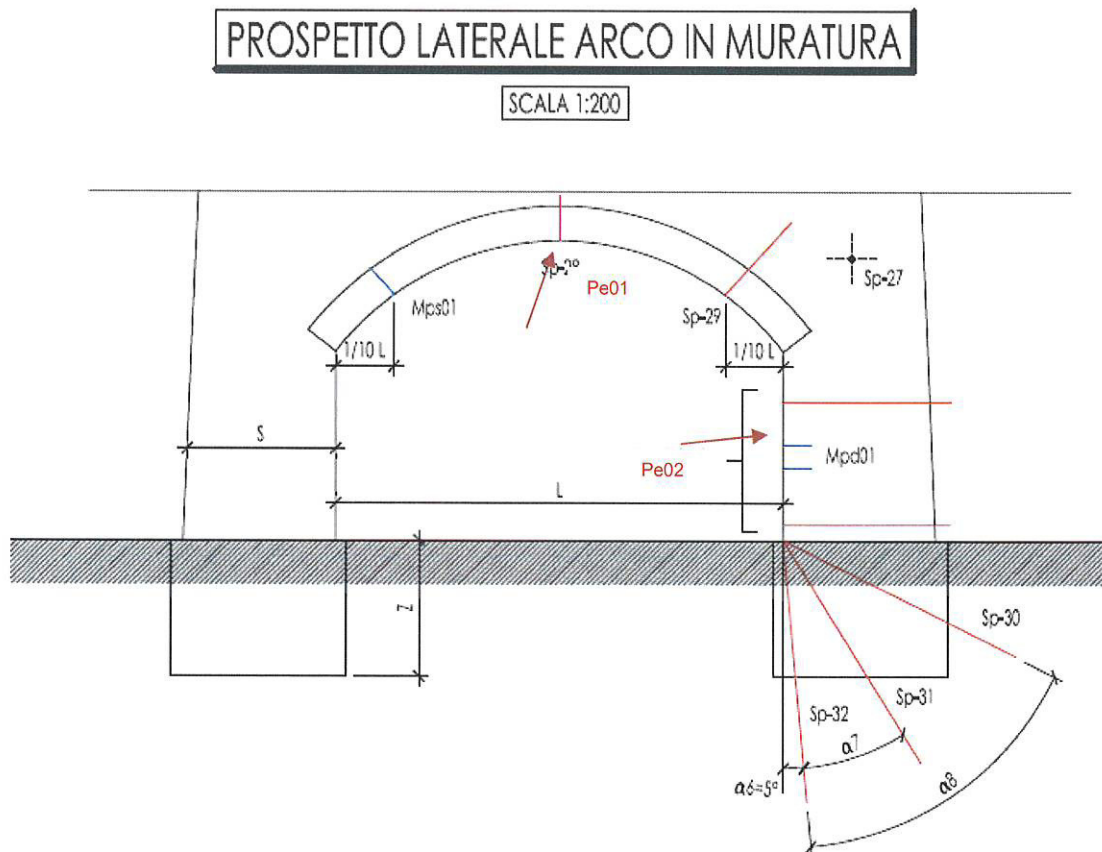 PROSPETTO LATERALE ARCO IN MURATURA
SCALA 1:200
Sp-27
Pe01
Mps01
Sp-29
1/10 L
1/10 L
S
Mpd01
Pe02
L
Z
Sp-30
Sp-31
Sp-32
α7
α6=5°
α8